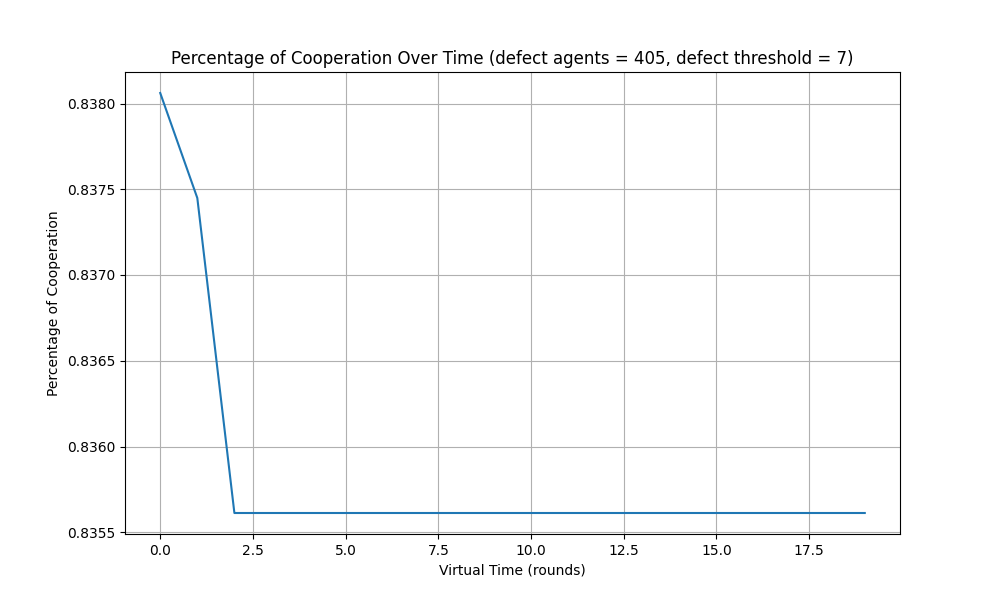 Percentage of Cooperation Over Time (defect agents = 405, defect threshold = 7)
Percentage of Cooperation
0.8380
0.8375
0.8370
0.8365
0.8360
0.8355
0.0 2.5 5.0 7.5 10.0 12.5 15.0 17.5
Virtual Time (rounds)